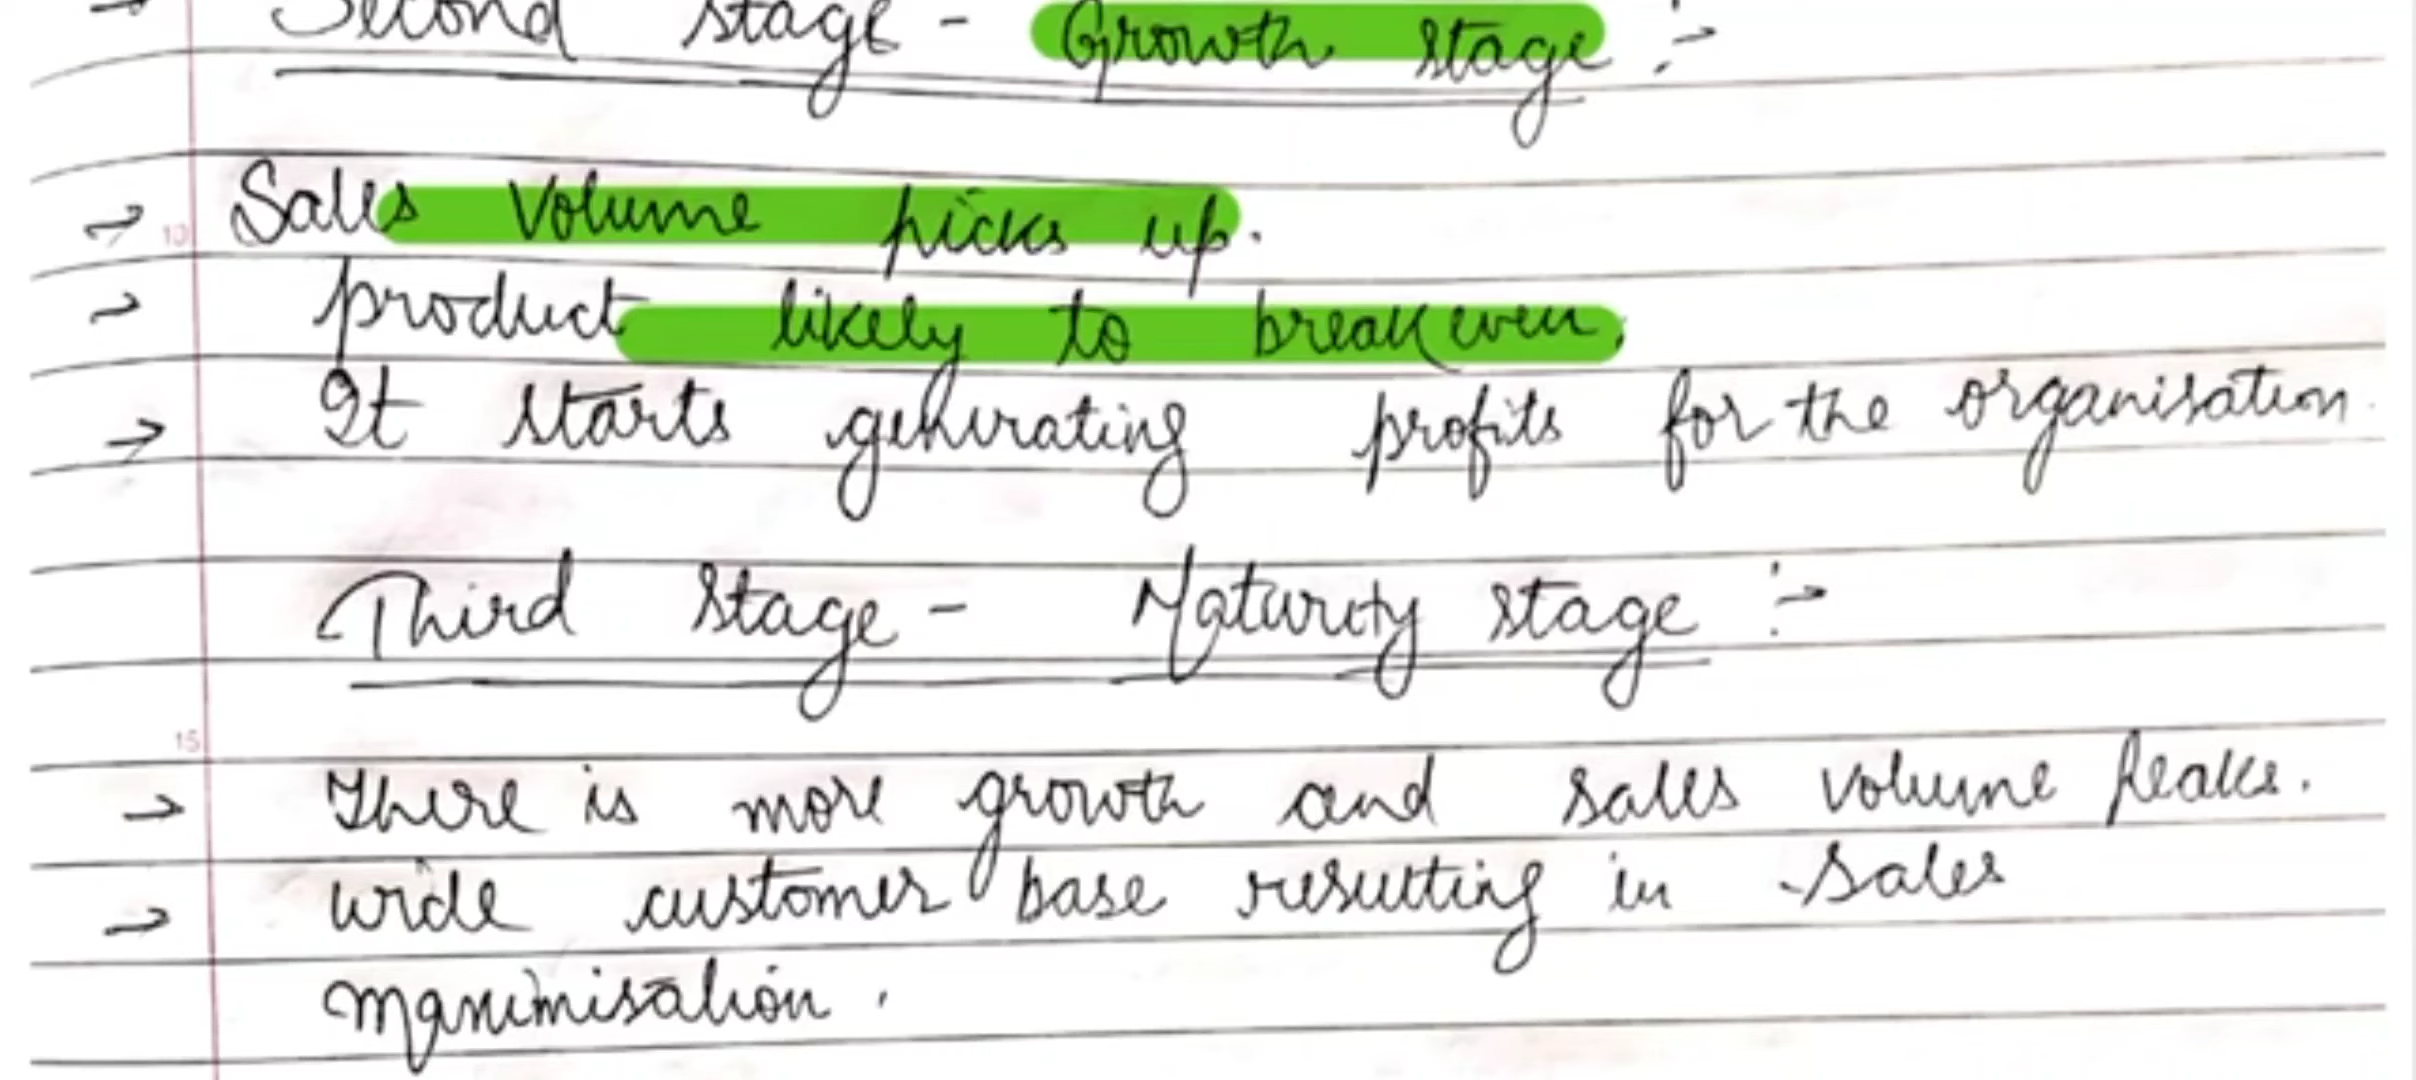 → Second stage - Growth stage :-
→ 10 Sales Volume picks up.
→ product likely to breakeven.
→ It starts generating profits for the organisation.
Third Stage - Maturity stage :-
15
→ There is more growth and sales volume peaks.
→ wide customer base resulting in sales
maximisation.